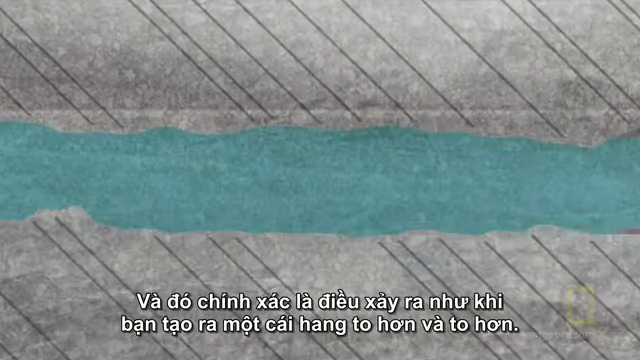 Và đó chính xác là điều xảy ra như khi
bạn tạo ra một cái hang to hơn và to hơn.